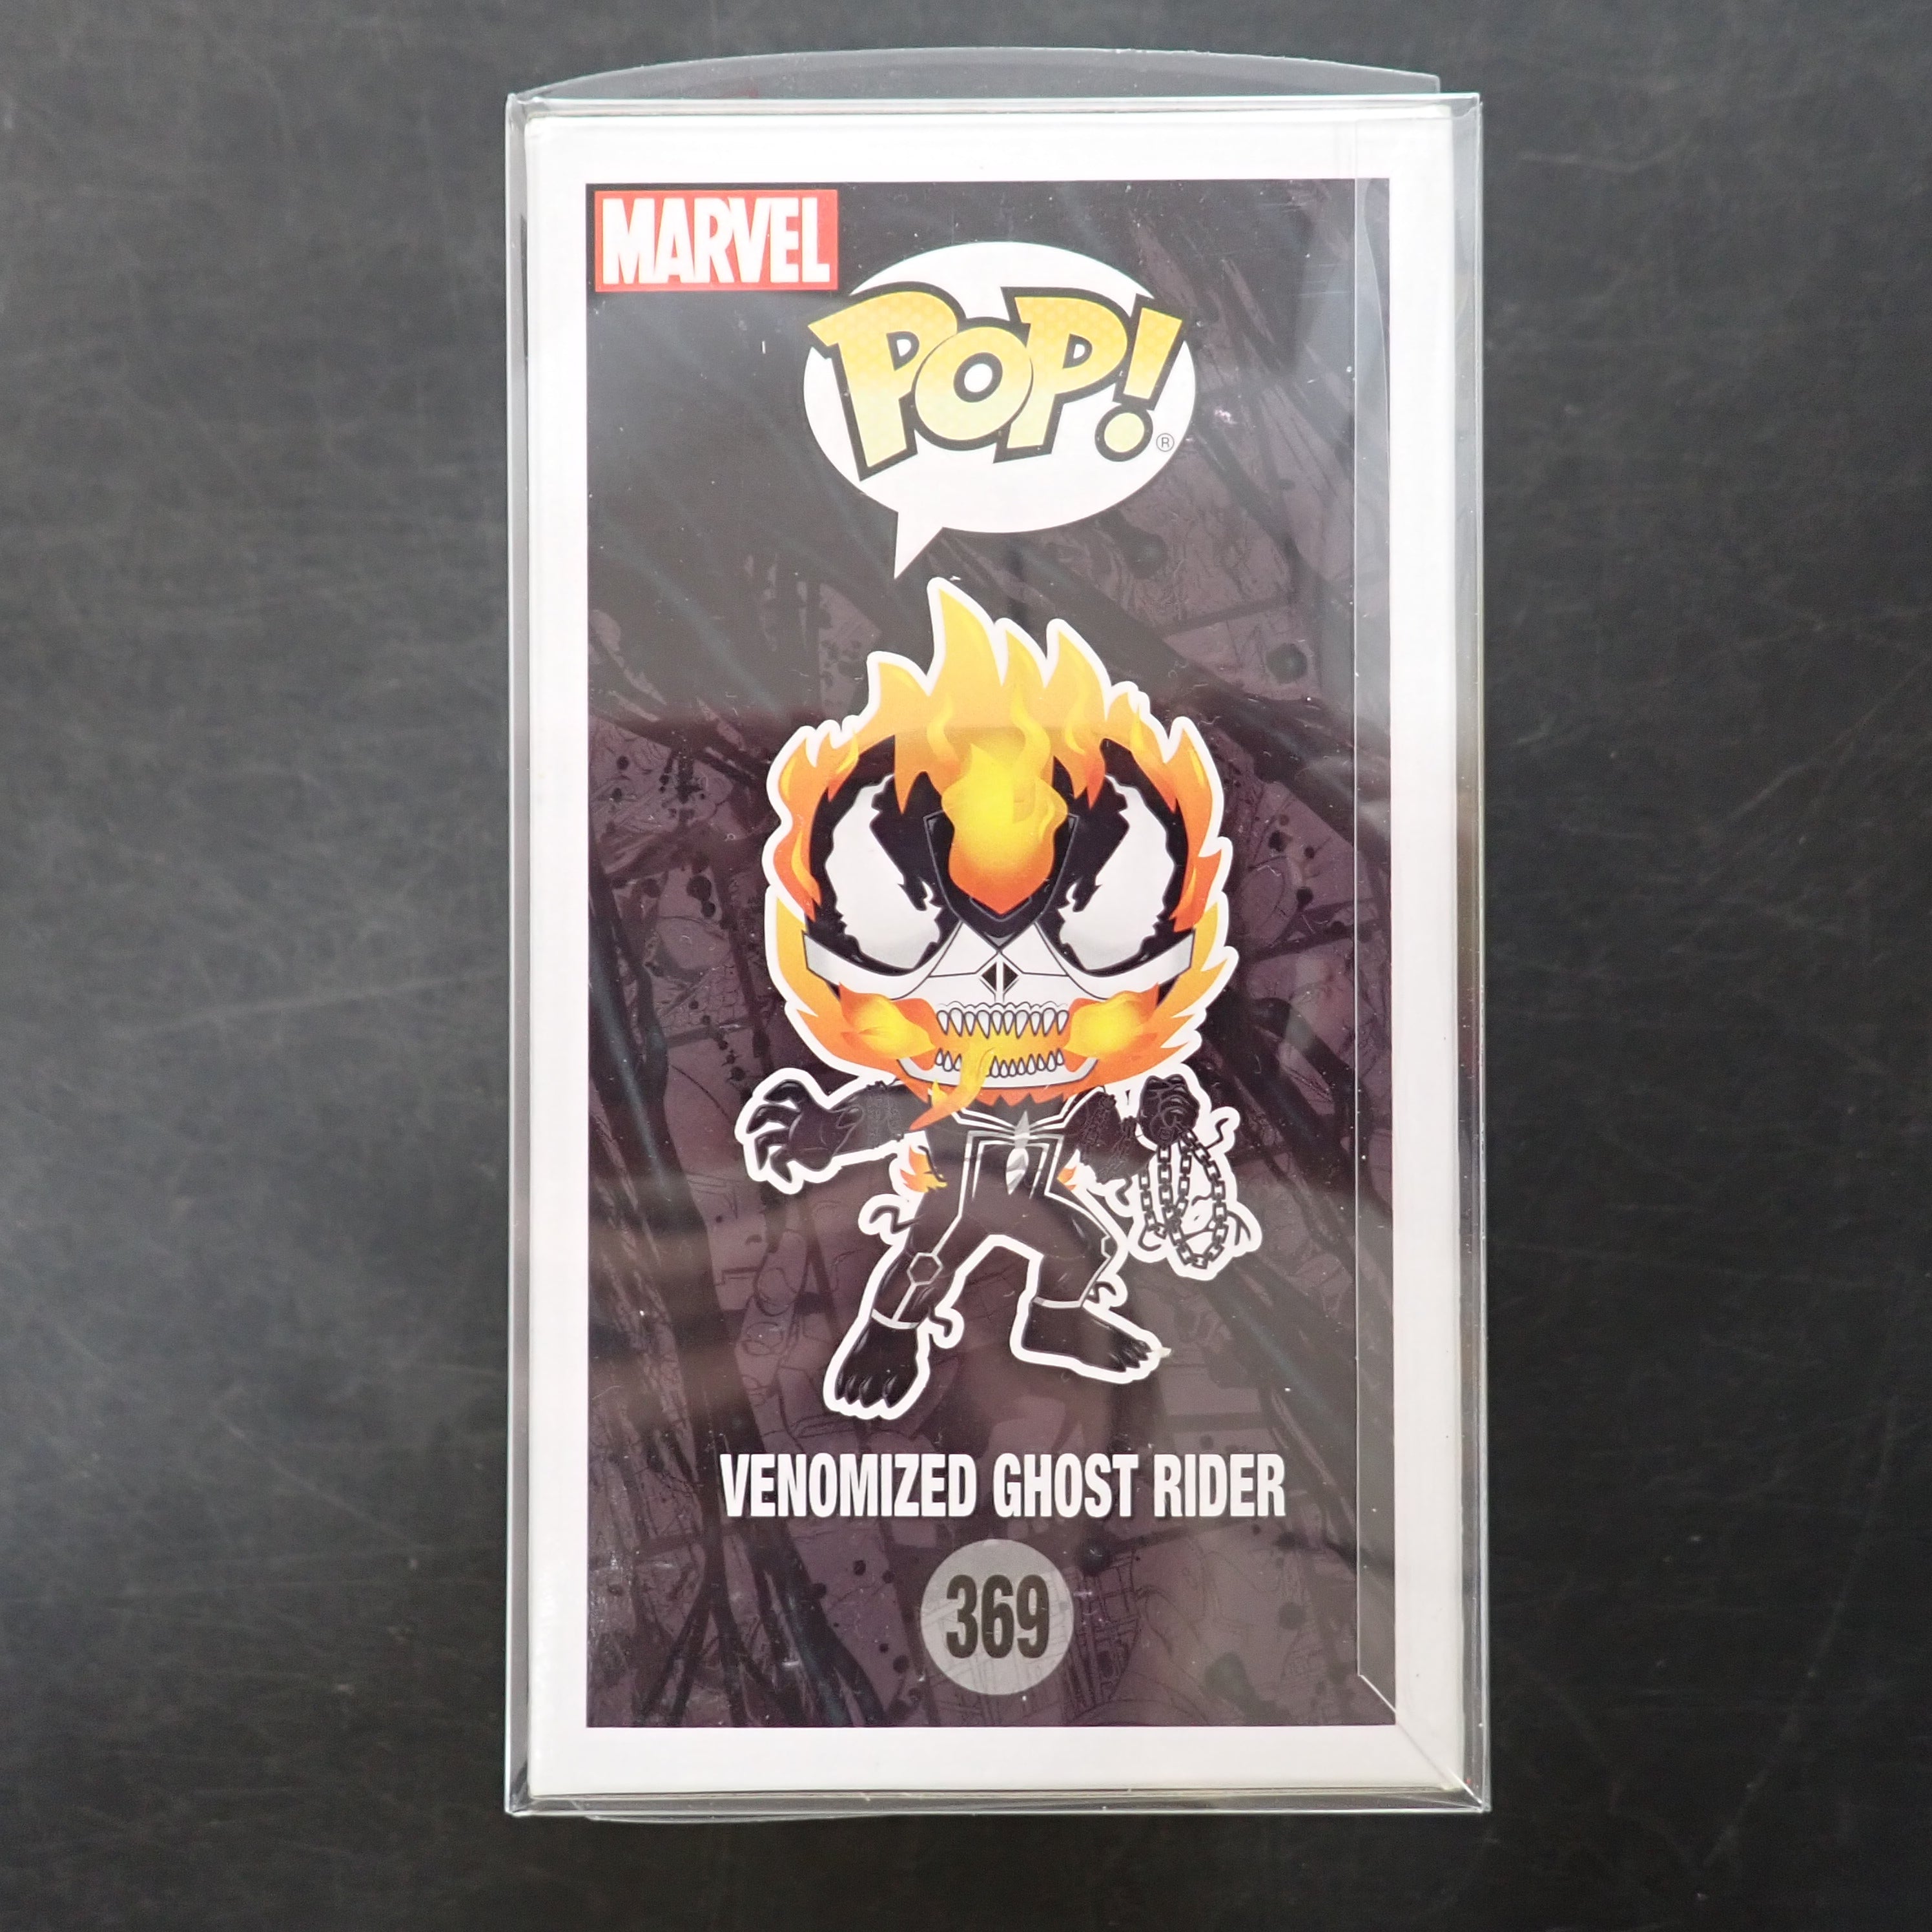 MARVEL
POP!®
VENOMIZED GHOST RIDER
369